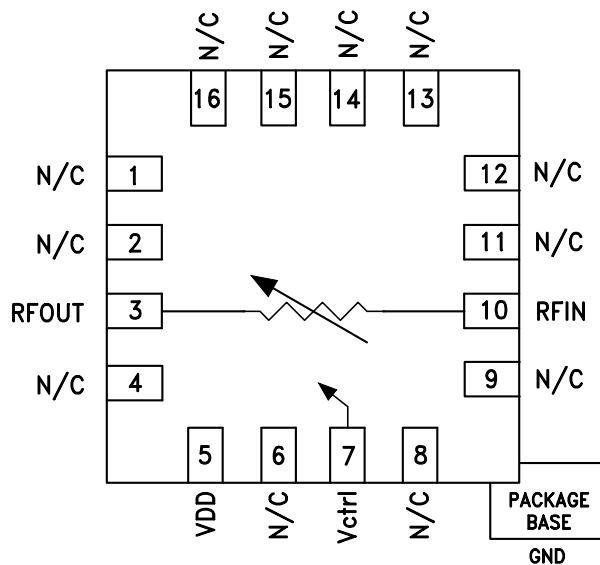 N/C N/C N/C N/C
16 15 14 13
N/C 1 12 N/C
N/C 2 11 N/C
RFOUT 3 10 RFIN
N/C 4 9 N/C
5 6 7 8
VDD N/C Vctrl N/C
PACKAGE
BASE
GND